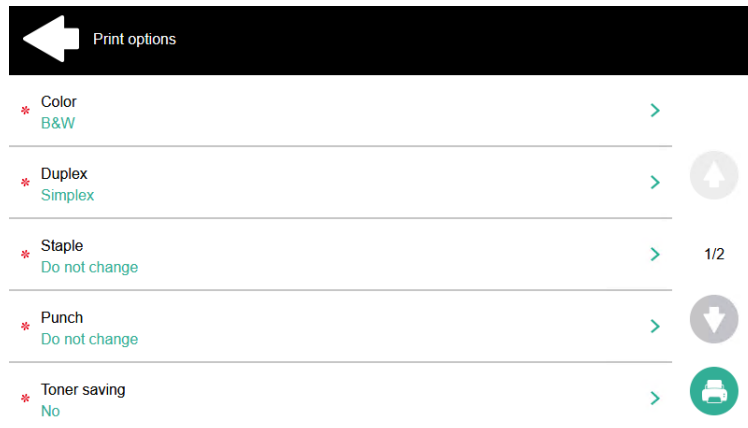 Print options
* Color
B&W
* Duplex
Simplex
* Staple
Do not change
1/2
* Punch
Do not change
* Toner saving
No